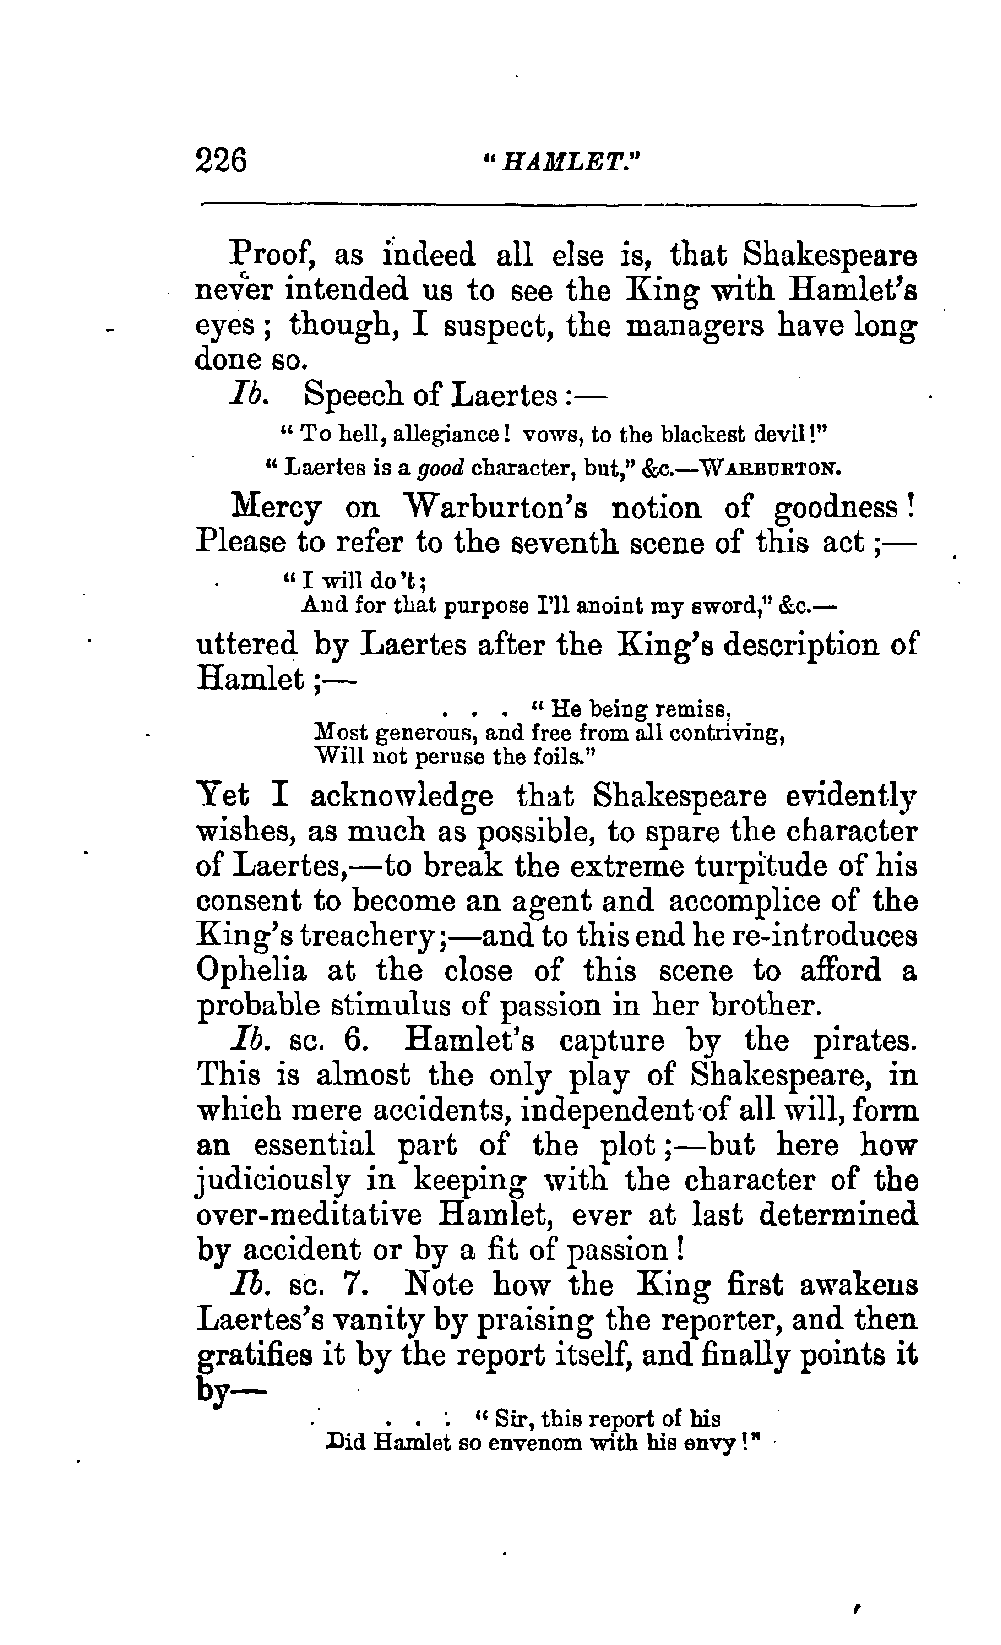 226 "HAMLET."
Proof, as indeed all else is, that Shakespeare
never intended us to see the King with Hamlet's
eyes; though, I suspect, the managers have long
done so.
Ib. Speech of Laertes:—
"To hell, allegiance! vows, to the blackest devil!"
"Laertes is a good character, but," &c.—WARBURTON.
Mercy on Warburton's notion of goodness!
Please to refer to the seventh scene of this act;—
"I will do't;
And for that purpose I'll anoint my sword," &c.—
uttered by Laertes after the King's description of
Hamlet;—
. . . "He being remiss,
Most generous, and free from all contriving,
Will not peruse the foils."
Yet I acknowledge that Shakespeare evidently
wishes, as much as possible, to spare the character
of Laertes,—to break the extreme turpitude of his
consent to become an agent and accomplice of the
King's treachery;—and to this end he re-introduces
Ophelia at the close of this scene to afford a
probable stimulus of passion in her brother.
Ib. sc. 6. Hamlet's capture by the pirates.
This is almost the only play of Shakespeare, in
which mere accidents, independent of all will, form
an essential part of the plot;—but here how
judiciously in keeping with the character of the
over-meditative Hamlet, ever at last determined
by accident or by a fit of passion!
Ib. sc. 7. Note how the King first awakens
Laertes's vanity by praising the reporter, and then
gratifies it by the report itself, and finally points it
by—
. . . "Sir, this report of his
Did Hamlet so envenom with his envy!"